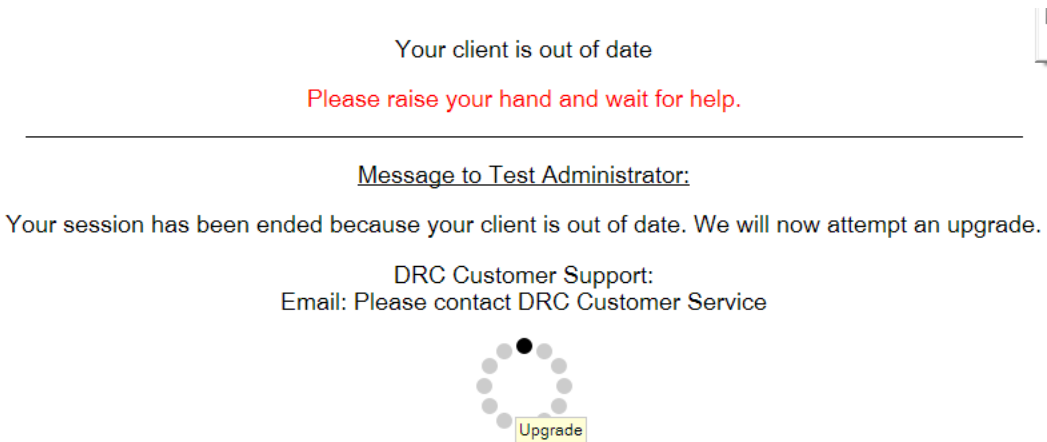 Your client is out of date
Please raise your hand and wait for help.
Message to Test Administrator:
Your session has been ended because your client is out of date. We will now attempt an upgrade.
DRC Customer Support:
Email: Please contact DRC Customer Service
Upgrade